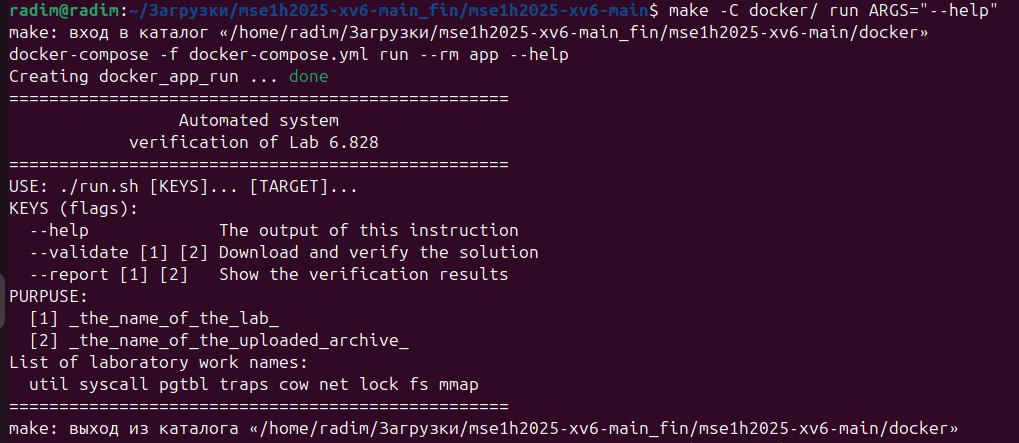 radim@radim:~/Загрузки/mse1h2025-xv6-main_fin/mse1h2025-xv6-main$ make -C docker/ run ARGS="--help"
make: вход в каталог «/home/radim/Загрузки/mse1h2025-xv6-main_fin/mse1h2025-xv6-main/docker»
docker-compose -f docker-compose.yml run --rm app --help
Creating docker_app_run ... done
==================================================
Automated system
verification of Lab 6.828
==================================================
USE: ./run.sh [KEYS]... [TARGET]...
KEYS (flags):
--help The output of this instruction
--validate [1] [2] Download and verify the solution
--report [1] [2] Show the verification results
PURPUSE:
[1] _the_name_of_the_lab_
[2] _the_name_of_the_uploaded_archive_
List of laboratory work names:
util syscall pgtbl traps cow net lock fs mmap
==================================================
make: выход из каталога «/home/radim/Загрузки/mse1h2025-xv6-main_fin/mse1h2025-xv6-main/docker»